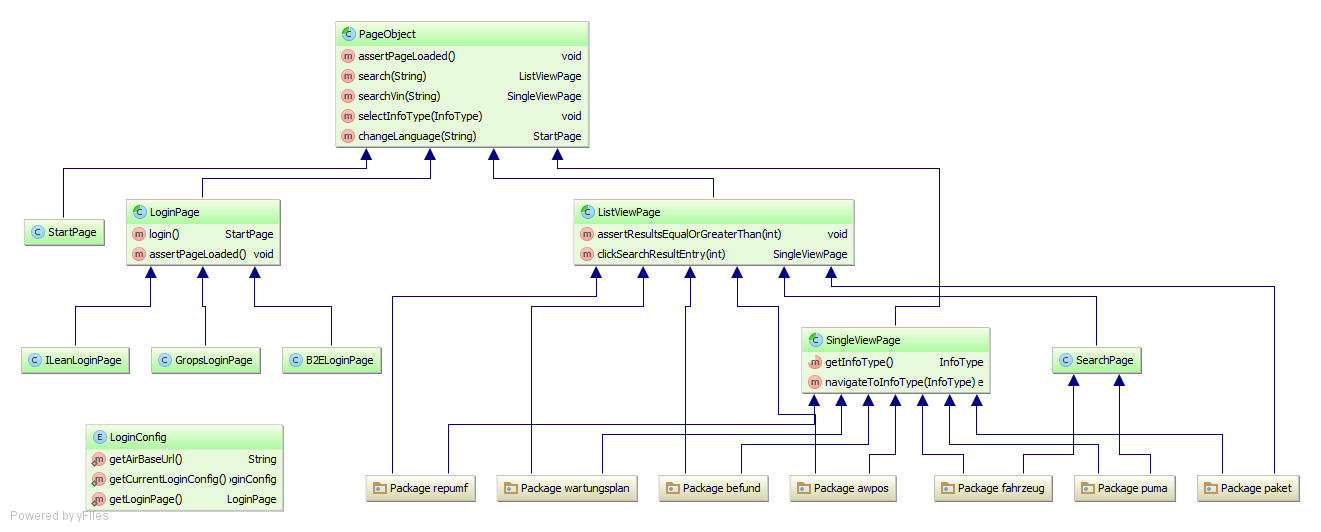 PageObject
assertPageLoaded() void
search(String) ListViewPage
searchVin(String) SingleViewPage
selectInfoType(InfoType) void
changeLanguage(String) StartPage
StartPage
LoginPage
login() StartPage
assertPageLoaded() void
ListViewPage
assertResultsEqualOrGreaterThan(int) void
clickSearchResultEntry(int) SingleViewPage
ILeanLoginPage
GropsLoginPage
B2ELoginPage
SingleViewPage
getInfoType() InfoType
navigateToInfoType(InfoType) e
SearchPage
LoginConfig
getAirBaseUrl() String
getCurrentLoginConfig() ginConfig
getLoginPage() LoginPage
Package repumf
Package wartungsplan
Package befund
Package awpos
Package fahrzeug
Package puma
Package paket
Powered by yFiles